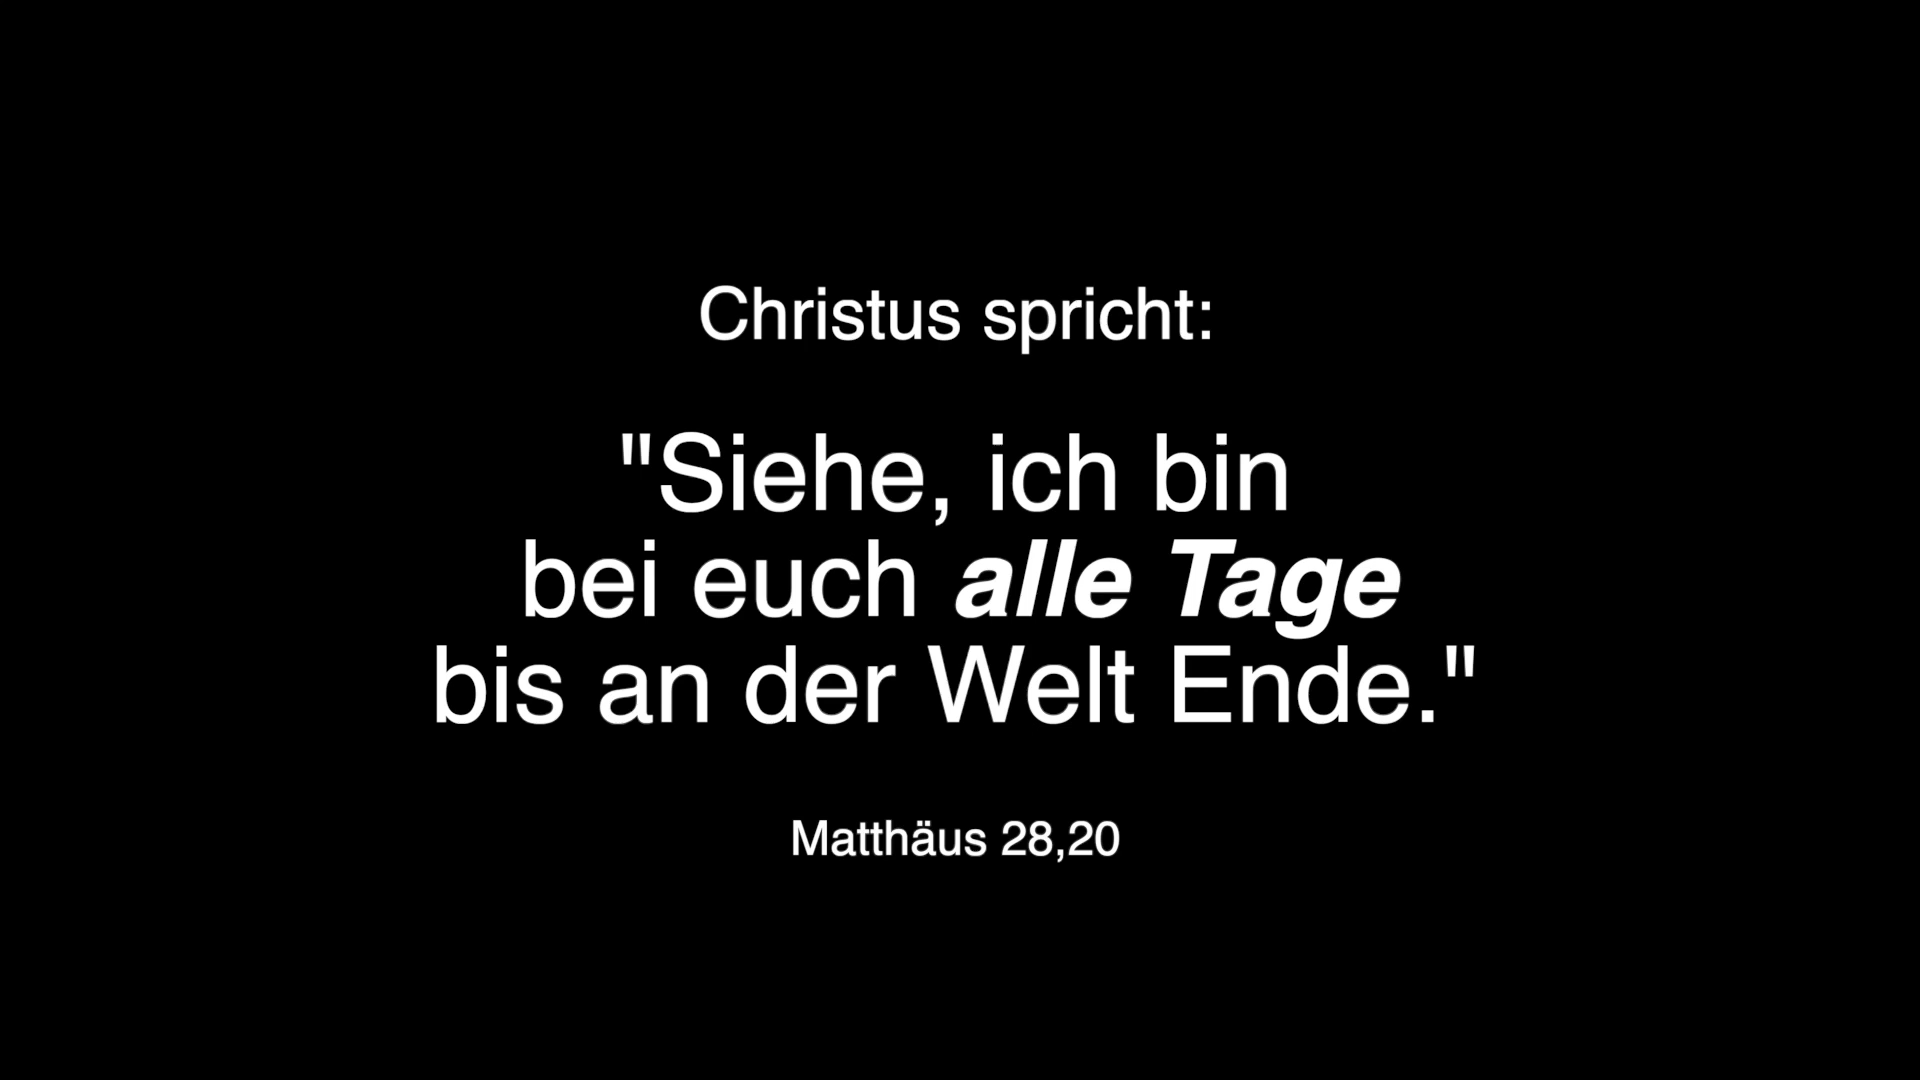 Christus spricht:
"Siehe, ich bin
bei euch alle Tage
bis an der Welt Ende."
Matthäus 28,20